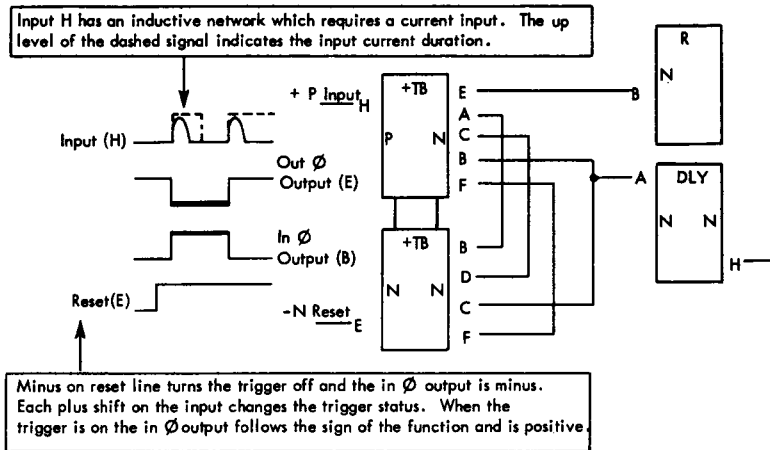 Input H has an inductive network which requires a current input. The up
level of the dashed signal indicates the input current duration.
R
+ P Input
H
+TB
E
B
N
A
Input (H)
P
N
C
Out Ø
B
Output (E)
F
A
DLY
In Ø
+TB
N
N
Output (B)
B
D
H
Reset(E)
-N Reset
E
N
N
C
F
Minus on reset line turns the trigger off and the in Ø output is minus.
Each plus shift on the input changes the trigger status. When the
trigger is on the in Ø output follows the sign of the function and is positive.